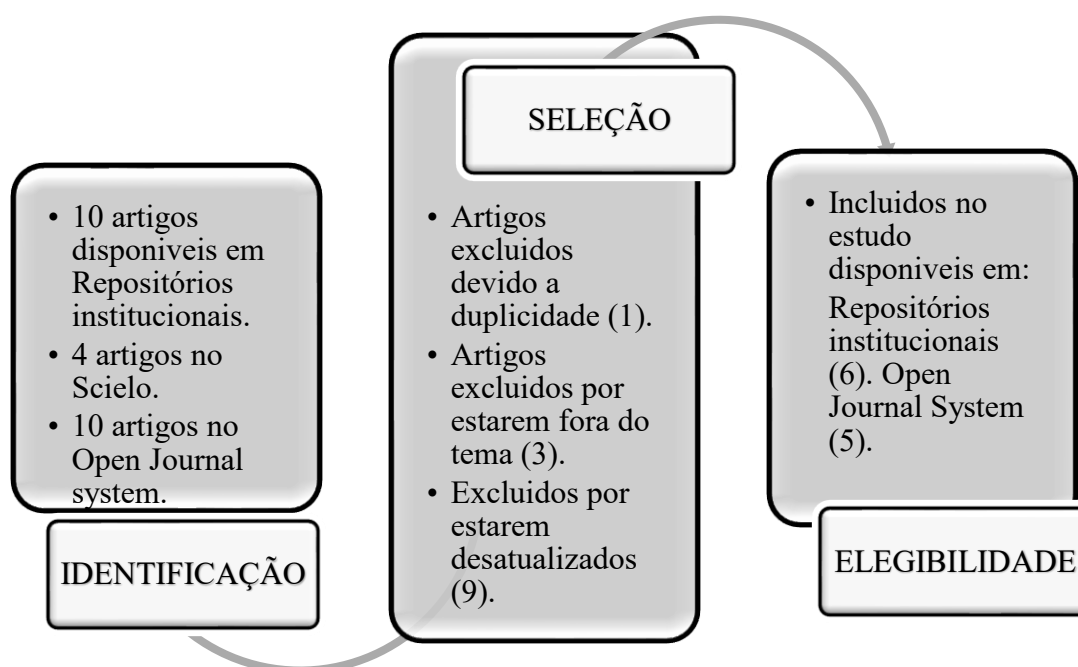 • 10 artigos
disponiveis em
Repositórios
institucionais.
• 4 artigos no
Scielo.
• 10 artigos no
Open Journal
system.
IDENTIFICAÇÃO
SELEÇÃO
• Artigos
excluidos
devido a
duplicidade (1).
• Artigos
excluidos por
estarem fora do
tema (3).
• Excluidos por
estarem
desatualizados
(9).
• Incluidos no
estudo
disponiveis em:
Repositórios
institucionais
(6). Open
Journal System
(5).
ELEGIBILIDADE